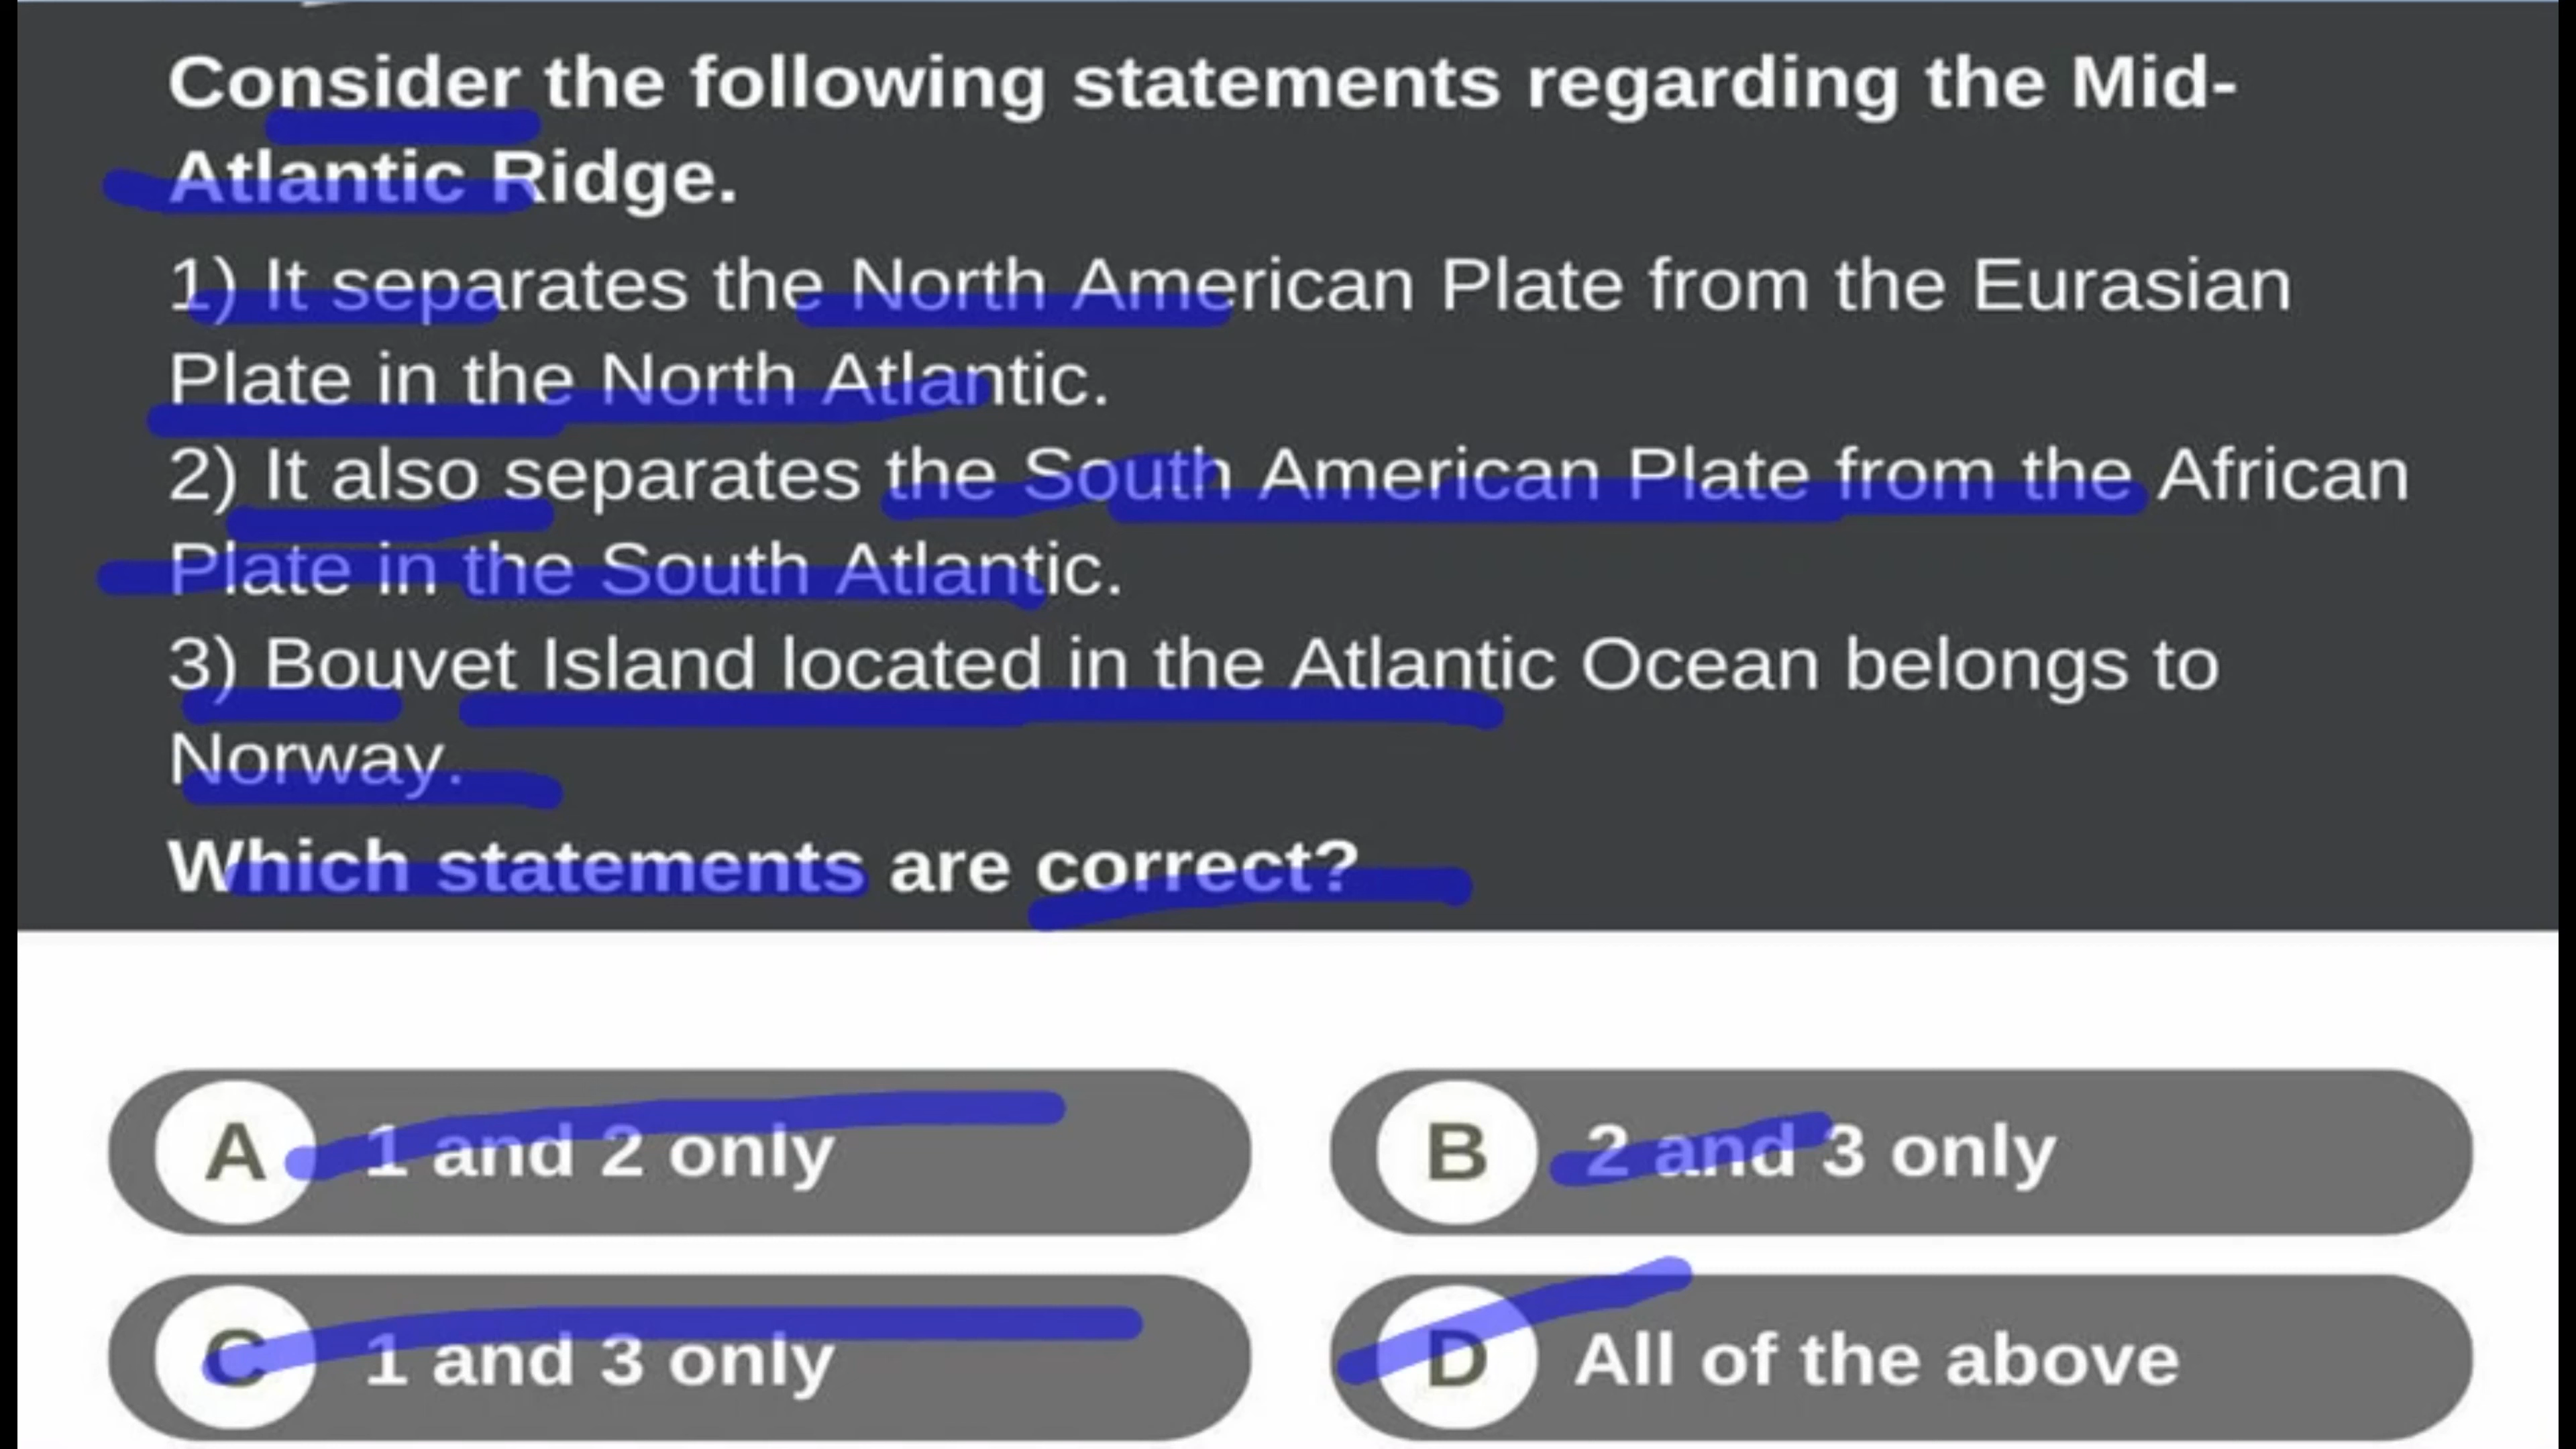 Consider the following statements regarding the Mid-
Atlantic Ridge.
1) It separates the North American Plate from the Eurasian
Plate in the North Atlantic.
2) It also separates the South American Plate from the African
Plate in the South Atlantic.
3) Bouvet Island located in the Atlantic Ocean belongs to
Norway.
Which statements are correct?
A 1 and 2 only
B 2 and 3 only
C 1 and 3 only
D All of the above